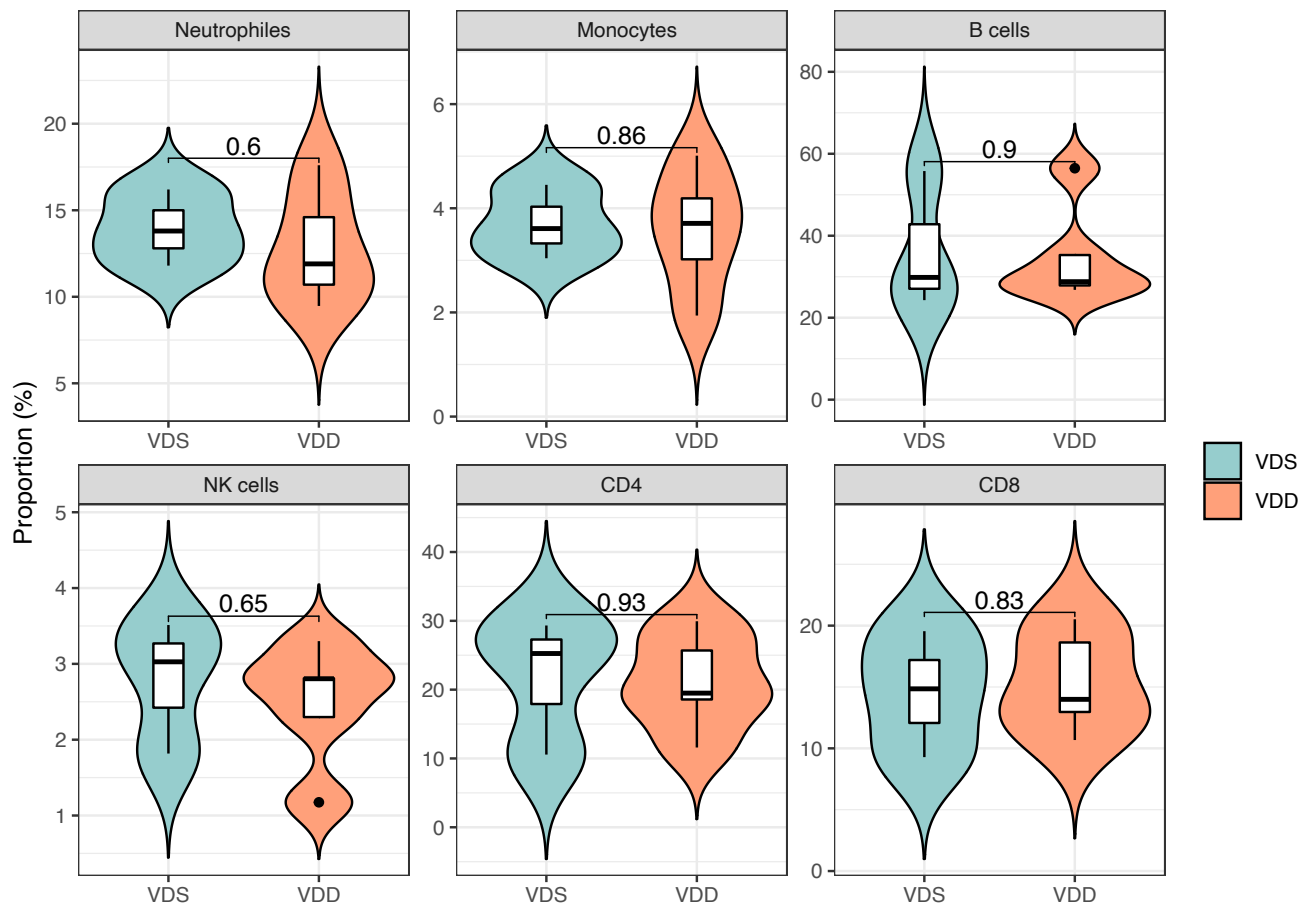 Neutrophiles
Monocytes
B cells
20
15
10
5
0.6
VDS
VDD
6
4
2
0
0.86
VDS
VDD
80
60
40
20
0
0.9
VDS
VDD
Proportion (%)
NK cells
CD4
CD8
5
4
3
2
1
0.65
VDS
VDD
40
30
20
10
0
0.93
VDS
VDD
20
10
0
0.83
VDS
VDD
VDS
VDD